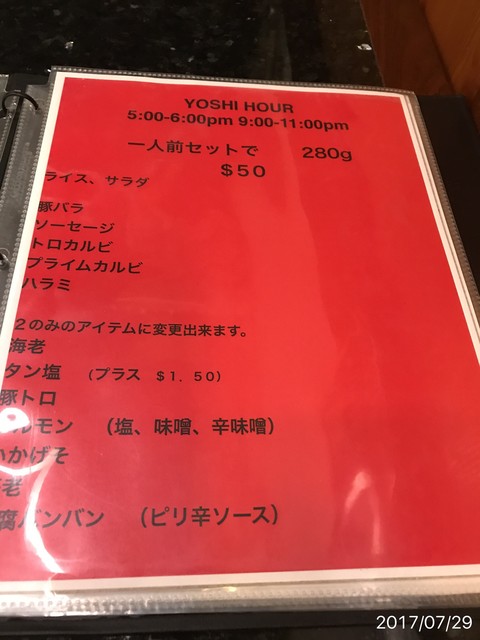 YOSHI HOUR
5:00-6:00pm 9:00-11:00pm
一人前セットで 280g
$50
ライス、サラダ
豚バラ
ソーセージ
トロカルビ
プライムカルビ
ハラミ
2のみのアイテムに変更出来ます。
海老
タン塩 (プラス $1.50)
豚トロ
ルモン (塩、味噌、辛味噌)
いかげそ
老
腐バンバン (ピリ辛ソース)
2017/07/29